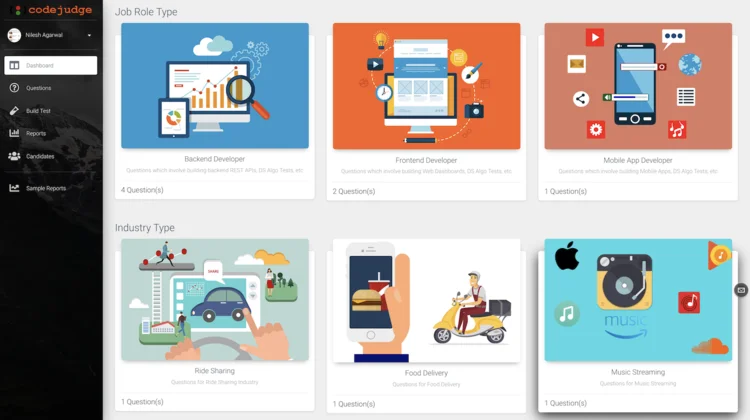 codejudge
Nilesh Agarwal
Dashboard
Questions
Build Test
Reports
Candidates
Sample Reports
Job Role Type
Backend Developer
Questions which involve building backend REST APIs, DS Algo Tests, etc.
4 Question(s)
Frontend Developer
Questions which involve building Web Dashboards, DS Algo Tests, etc.
2 Question(s)
Mobile App Developer
Questions which involve building Mobile Apps, DS Algo Tests, etc.
1 Question(s)
Industry Type
SHARE
Ride Sharing
Questions for Ride Sharing Industry
1 Question(s)
Food Delivery
Questions for Food Delivery
1 Question(s)
music
Music Streaming
Questions for Music Streaming
1 Question(s)